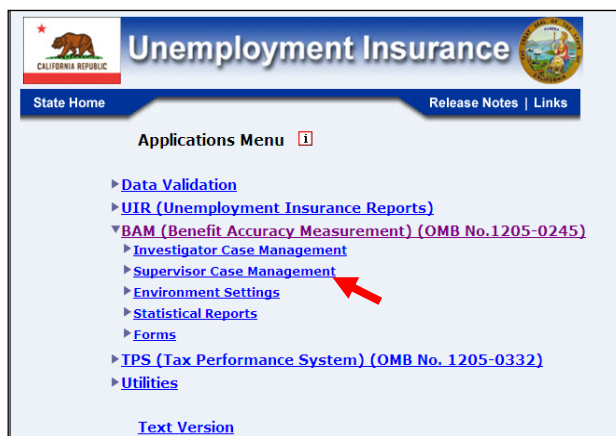 CALIFORNIA REPUBLIC
Unemployment Insurance
State Home
Release Notes | Links
Applications Menu i
Data Validation
UIR (Unemployment Insurance Reports)
BAM (Benefit Accuracy Measurement) (OMB No.1205-0245)
Investigator Case Management
Supervisor Case Management
Environment Settings
Statistical Reports
Forms
TPS (Tax Performance System) (OMB No. 1205-0332)
Utilities
Text Version